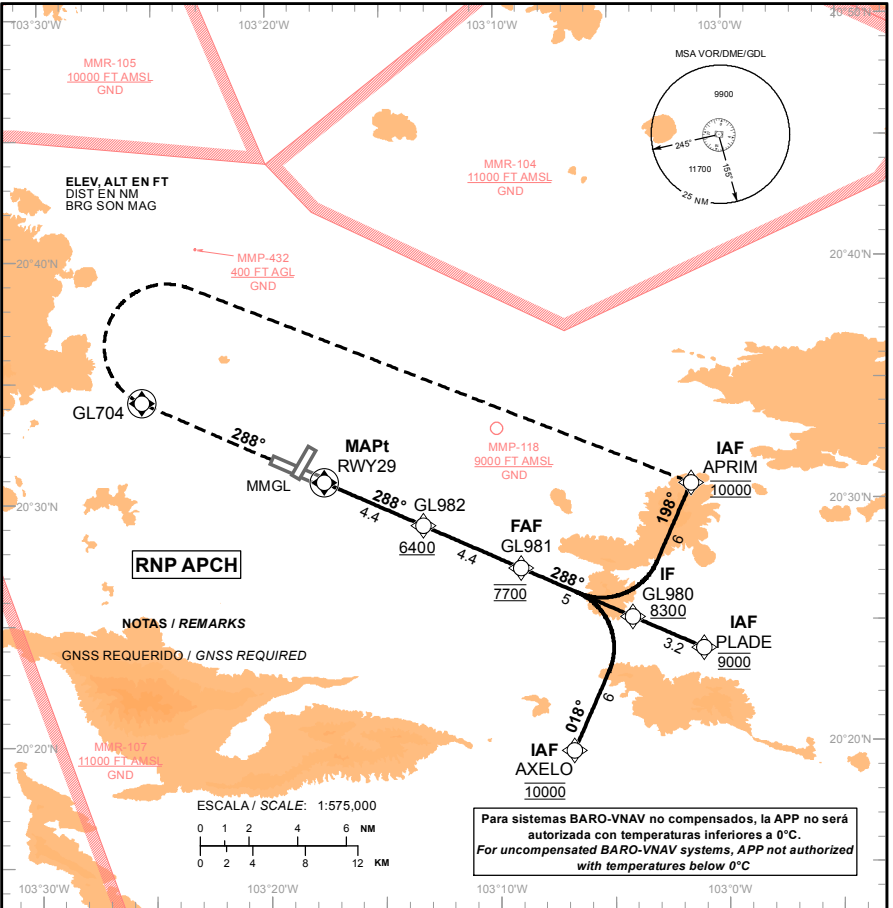 103°30'W
103°20'W
103°10'W
103°0'W
20°50'N
MMR-105
10000 FT AMSL
GND
MSA VOR/DME/GDL
9900
245°
11700
155°
25 NM
MMR-104
11000 FT AMSL
GND
ELEV, ALT EN FT
DIST EN NM
BRG SON MAG
20°40'N
20°40'N
MMP-432
400 FT AGL
GND
GL704
288°
MAPt
RWY29
MMGL
MMP-118
9000 FT AMSL
GND
IAF
APRIM
10000
20°30'N
20°30'N
288°
4.4
GL982
6400
4.4
FAF
GL981
7700
288°
5
198°
6
IF
GL980
8300
IAF
PLADE
9000
3.2
RNP APCH
NOTAS / REMARKS
GNSS REQUERIDO / GNSS REQUIRED
018°
6
IAF
AXELO
10000
20°20'N
20°20'N
MMR-107
11000 FT AMSL
GND
ESCALA / SCALE: 1:575,000
0 1 2 4 6 NM
0 2 4 8 12 KM
Para sistemas BARO-VNAV no compensados, la APP no será
autorizada con temperaturas inferiores a 0°C.
For uncompensated BARO-VNAV systems, APP not authorized
with temperatures below 0°C
103°30'W
103°20'W
103°10'W
103°0'W